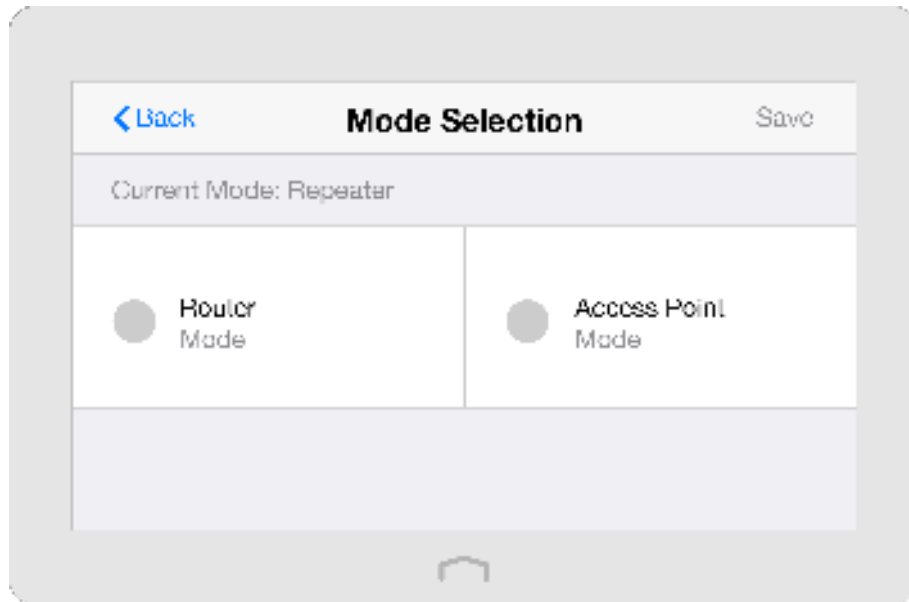 Back Mode Selection Save
Current Mode: Repeater
Router
Mode
Access Point
Mode